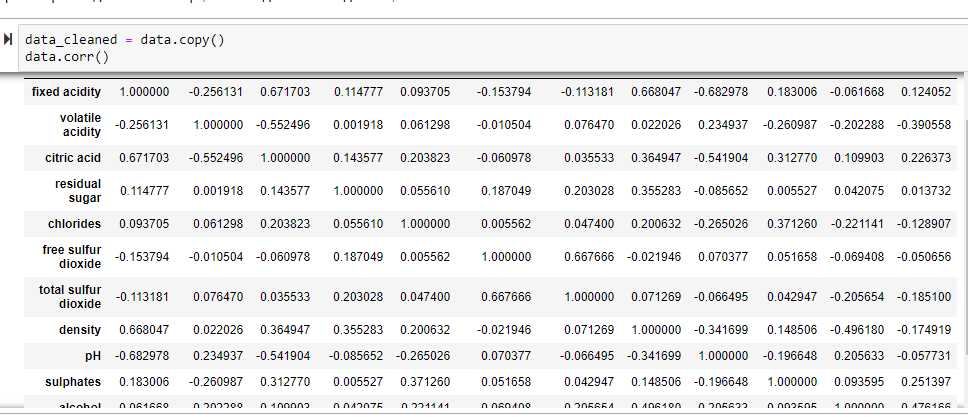 data_cleaned = data.copy()
data.corr()
fixed acidity 1.000000 -0.256131 0.671703 0.114777 0.093705 -0.153794 -0.113181 0.668047 -0.682978 0.183006 -0.061668 0.124052
volatile acidity -0.256131 1.000000 -0.552496 0.001918 0.061298 -0.010504 0.076470 0.022026 0.234937 -0.260987 -0.202288 -0.390558
citric acid 0.671703 -0.552496 1.000000 0.143577 0.203823 -0.060978 0.035533 0.364947 -0.541904 0.312770 0.109903 0.226373
residual sugar 0.114777 0.001918 0.143577 1.000000 0.055610 0.187049 0.203028 0.355283 -0.085652 0.005527 0.042075 0.013732
chlorides 0.093705 0.061298 0.203823 0.055610 1.000000 0.005562 0.047400 0.200632 -0.265026 0.371260 -0.221141 -0.128907
free sulfur dioxide -0.153794 -0.010504 -0.060978 0.187049 0.005562 1.000000 0.667666 -0.021946 0.070377 0.051658 -0.069408 -0.050656
total sulfur dioxide -0.113181 0.076470 0.035533 0.203028 0.047400 0.667666 1.000000 0.071269 -0.066495 0.042947 -0.205654 -0.185100
density 0.668047 0.022026 0.364947 0.355283 0.200632 -0.021946 0.071269 1.000000 -0.341699 0.148506 -0.496180 -0.174919
pH -0.682978 0.234937 -0.541904 -0.085652 -0.265026 0.070377 -0.066495 -0.341699 1.000000 -0.196648 0.205633 -0.057731
sulphates 0.183006 -0.260987 0.312770 0.005527 0.371260 0.051658 0.042947 0.148506 -0.196648 1.000000 0.093595 0.251397
alcohol